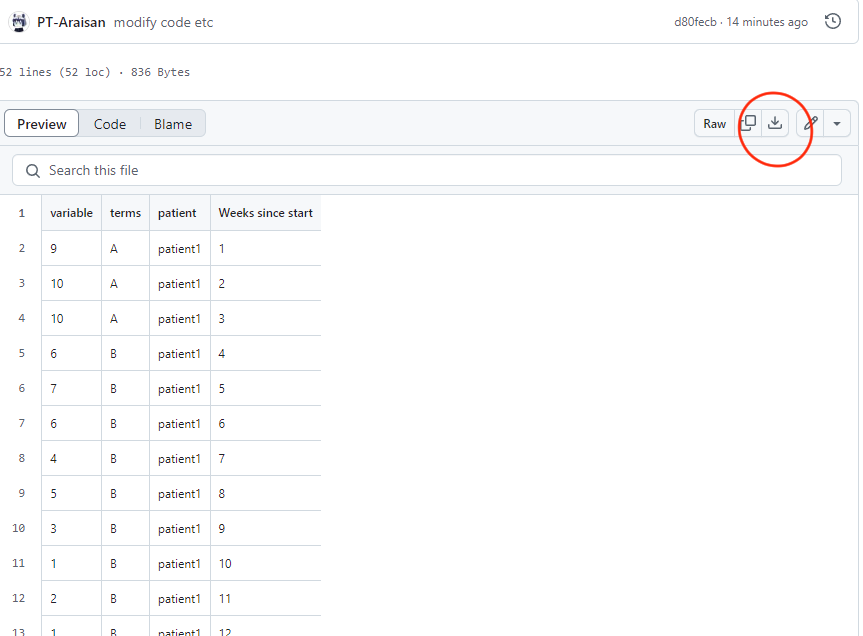 PT-Araisan modify code etc d80fecb · 14 minutes ago
52 lines (52 loc) · 836 Bytes
Preview Code Blame Raw
Search this file
1 variable terms patient Weeks since start
2 9 A patient1 1
3 10 A patient1 2
4 10 A patient1 3
5 6 B patient1 4
6 7 B patient1 5
7 6 B patient1 6
8 4 B patient1 7
9 5 B patient1 8
10 3 B patient1 9
11 1 B patient1 10
12 2 B patient1 11
13 1 B patient1 12